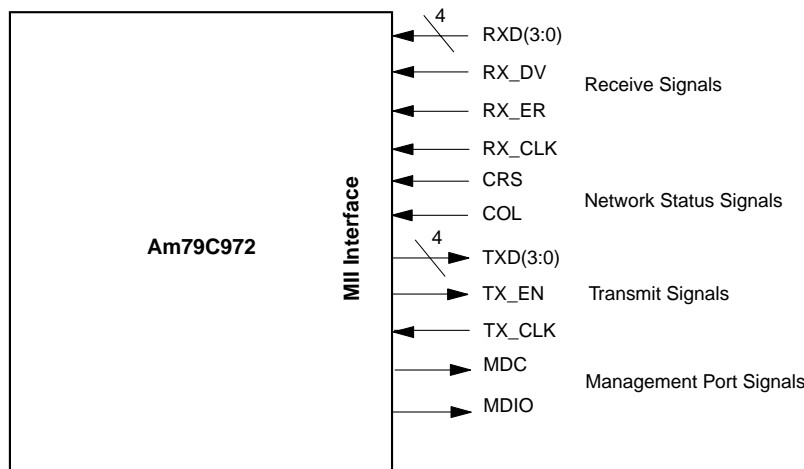 4
RXD(3:0)
RX_DV
Receive Signals
RX_ER
RX_CLK
CRS
Network Status Signals
COL
Am79C972
MII Interface
4
TXD(3:0)
TX_EN
Transmit Signals
TX_CLK
MDC
Management Port Signals
MDIO